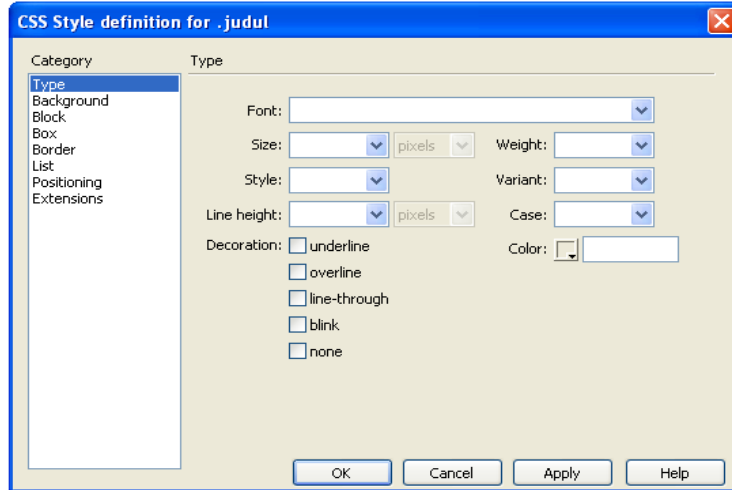 CSS Style definition for .judul
Category
Type
Type
Background
Block
Box
Border
List
Positioning
Extensions
Font:
Size: pixels Weight:
Style: Variant:
Line height: pixels Case:
Decoration: underline Color:
overline
line-through
blink
none
OK Cancel Apply Help